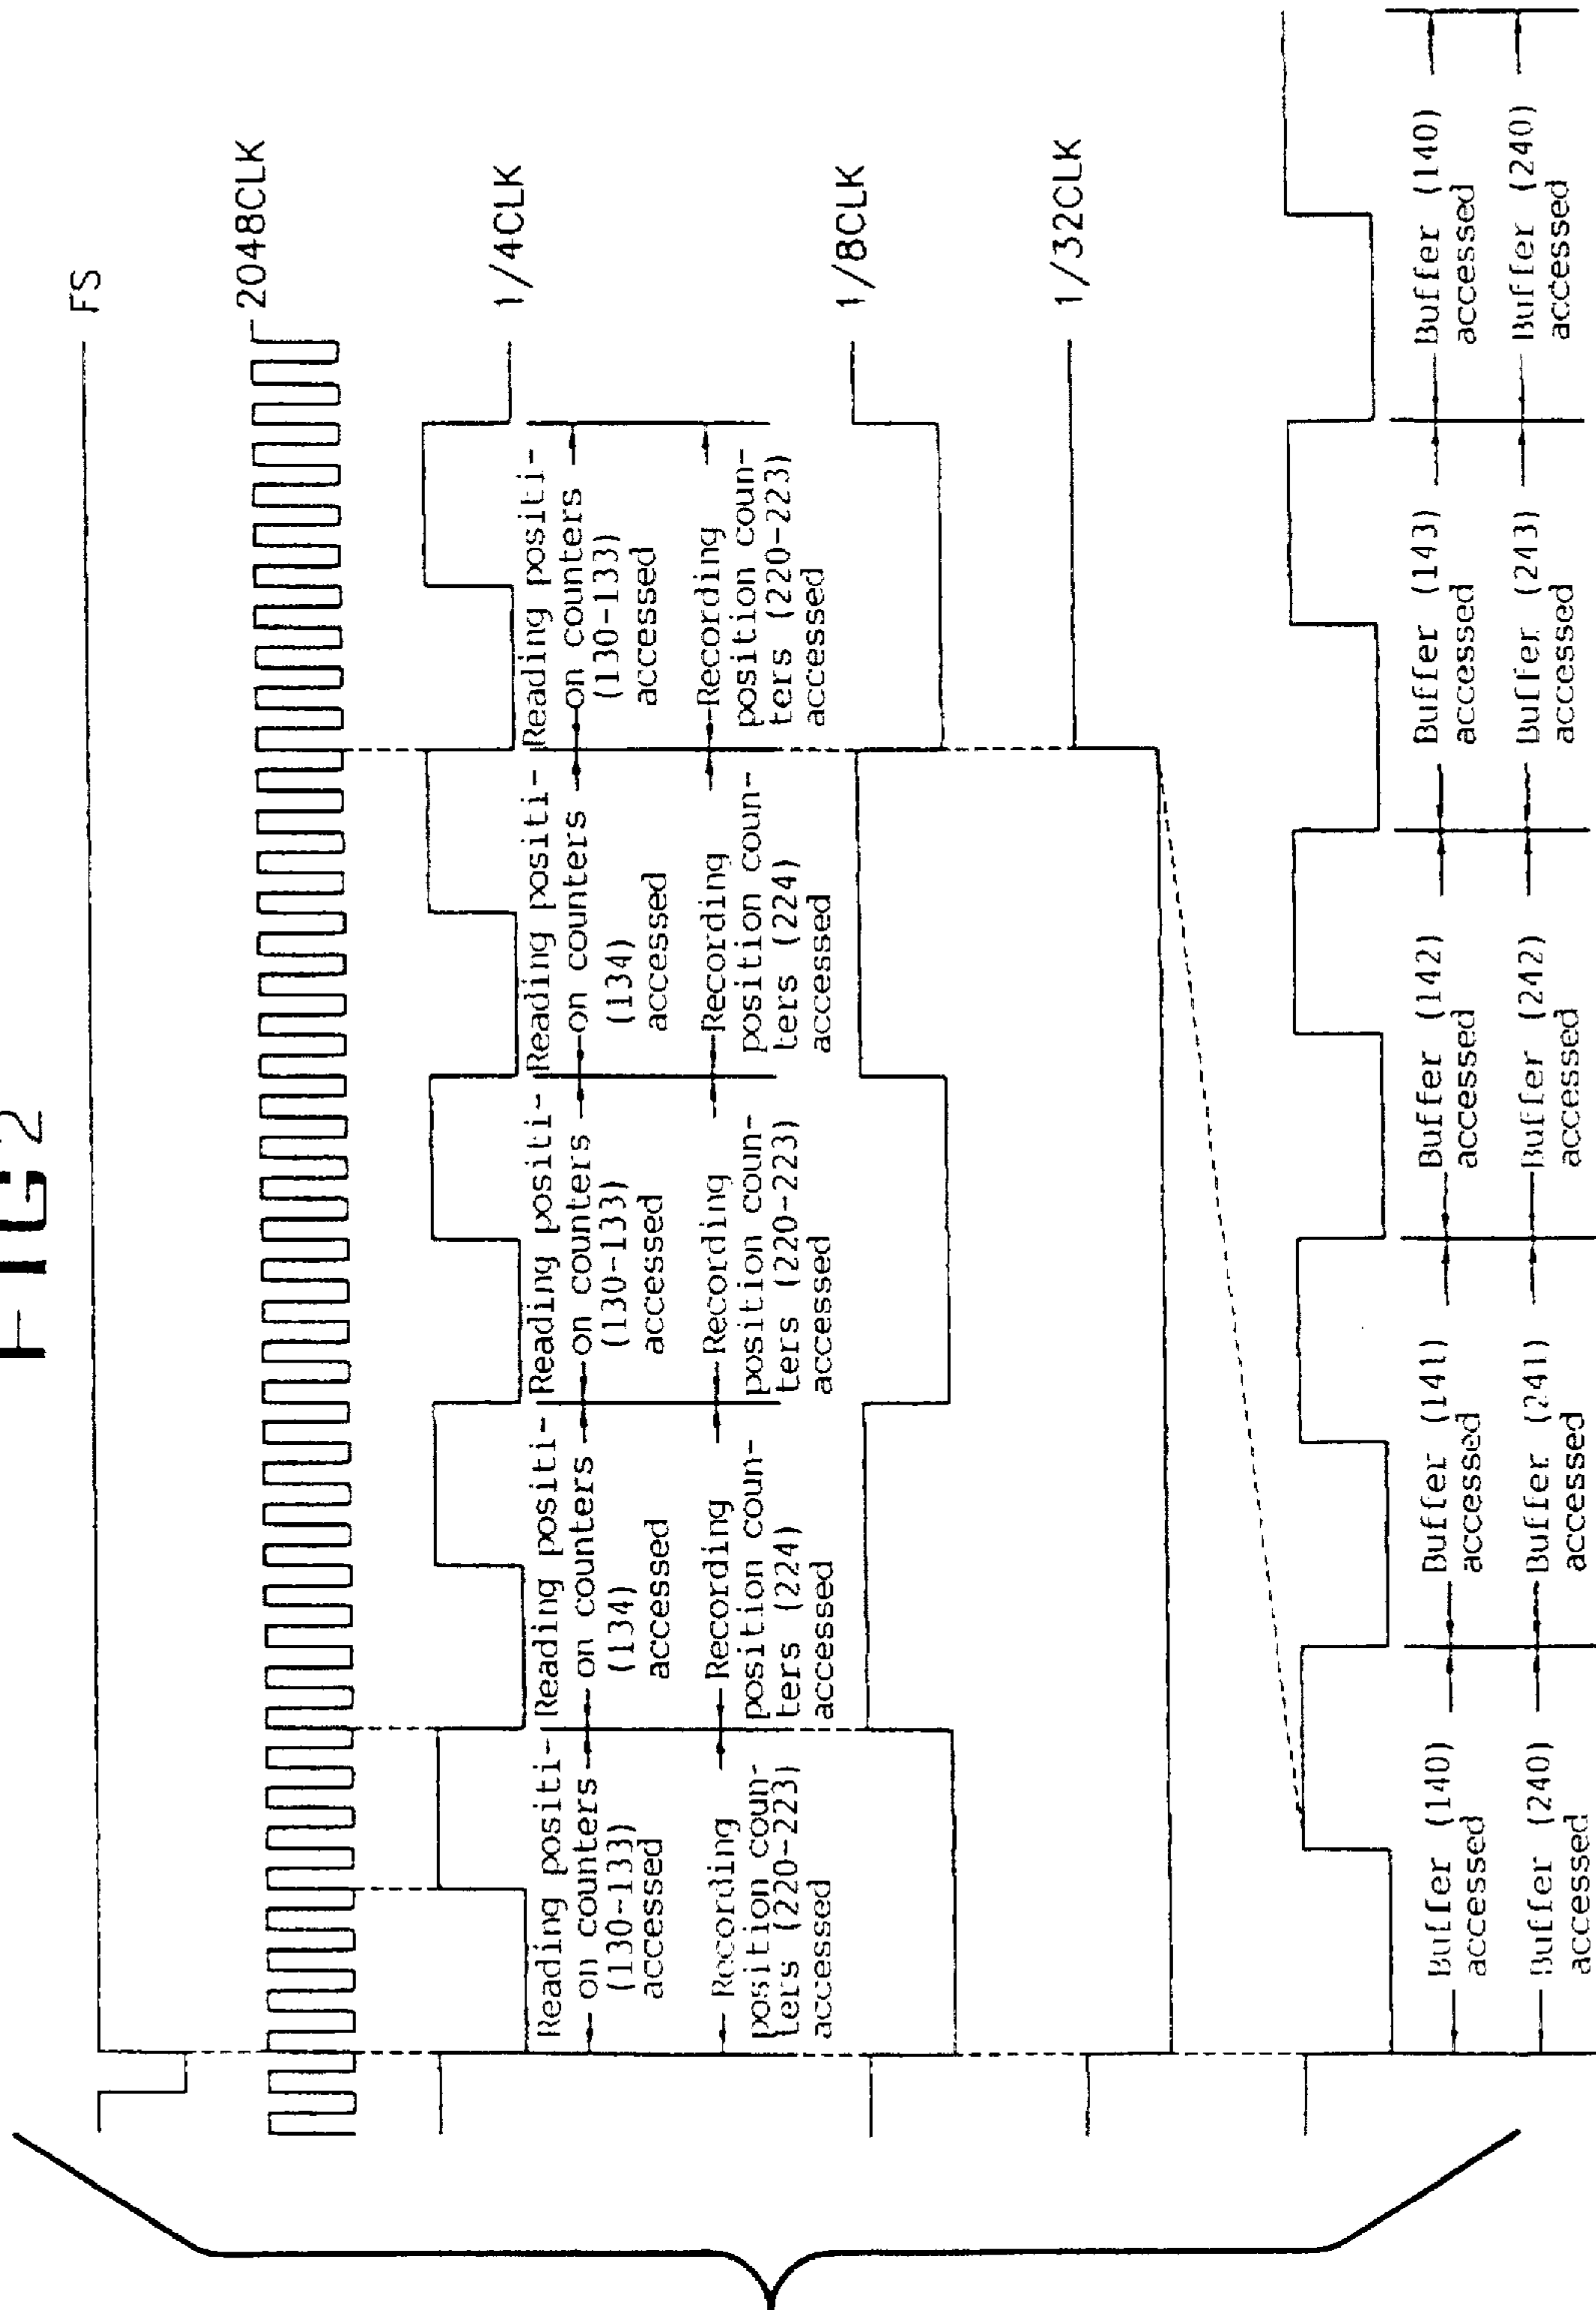 FIG 2
FS
2048CLK
1/4CLK
Reading positi-
on counters
(130-133)
accessed
Reading positi-
on counters
(134)
accessed
Reading positi-
on counters
(130-133)
accessed
Reading positi-
on counters
(134)
accessed
Reading positi-
on counters
(130-133)
accessed
Recording
position coun-
ters (220-223)
accessed
Recording
position coun-
ters (224)
accessed
Recording
position coun-
ters (220-223)
accessed
Recording
position coun-
ters (224)
accessed
Recording
position coun-
ters (220-223)
accessed
1/8CLK
1/32CLK
Buffer (140)
accessed
Buffer (141)
accessed
Buffer (142)
accessed
Buffer (143)
accessed
Buffer (140)
accessed
Buffer (240)
accessed
Buffer (241)
accessed
Buffer (242)
accessed
Buffer (243)
accessed
Buffer (240)
accessed